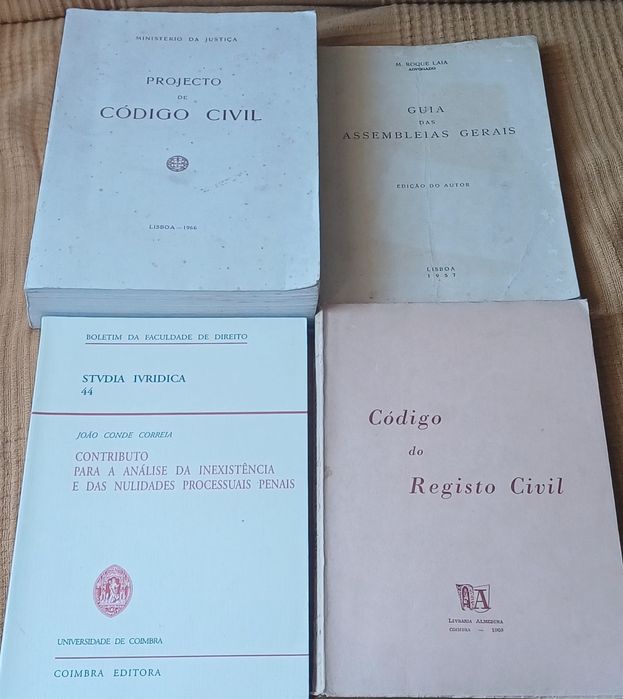 MINISTÉRIO DA JUSTIÇA
PROJECTO
DE
CÓDIGO CIVIL
LISBOA — 1966
M. ROQUE LAIA
ADVOGADO
GUIA
DAS
ASSEMBLEIAS GERAIS
EDIÇÃO DO AUTOR
LISBOA
1957
BOLETIM DA FACULDADE DE DIREITO
STVDIA IVRIDICA
44
JOÃO CONDE CORREIA
CONTRIBUTO
PARA A ANÁLISE DA INEXISTÊNCIA
E DAS NULIDADES PROCESSUAIS PENAIS
UNIVERSIDADE DE COIMBRA
COIMBRA EDITORA
Código
do
Registo Civil
LIVRARIA ALMEDINA
COIMBRA —